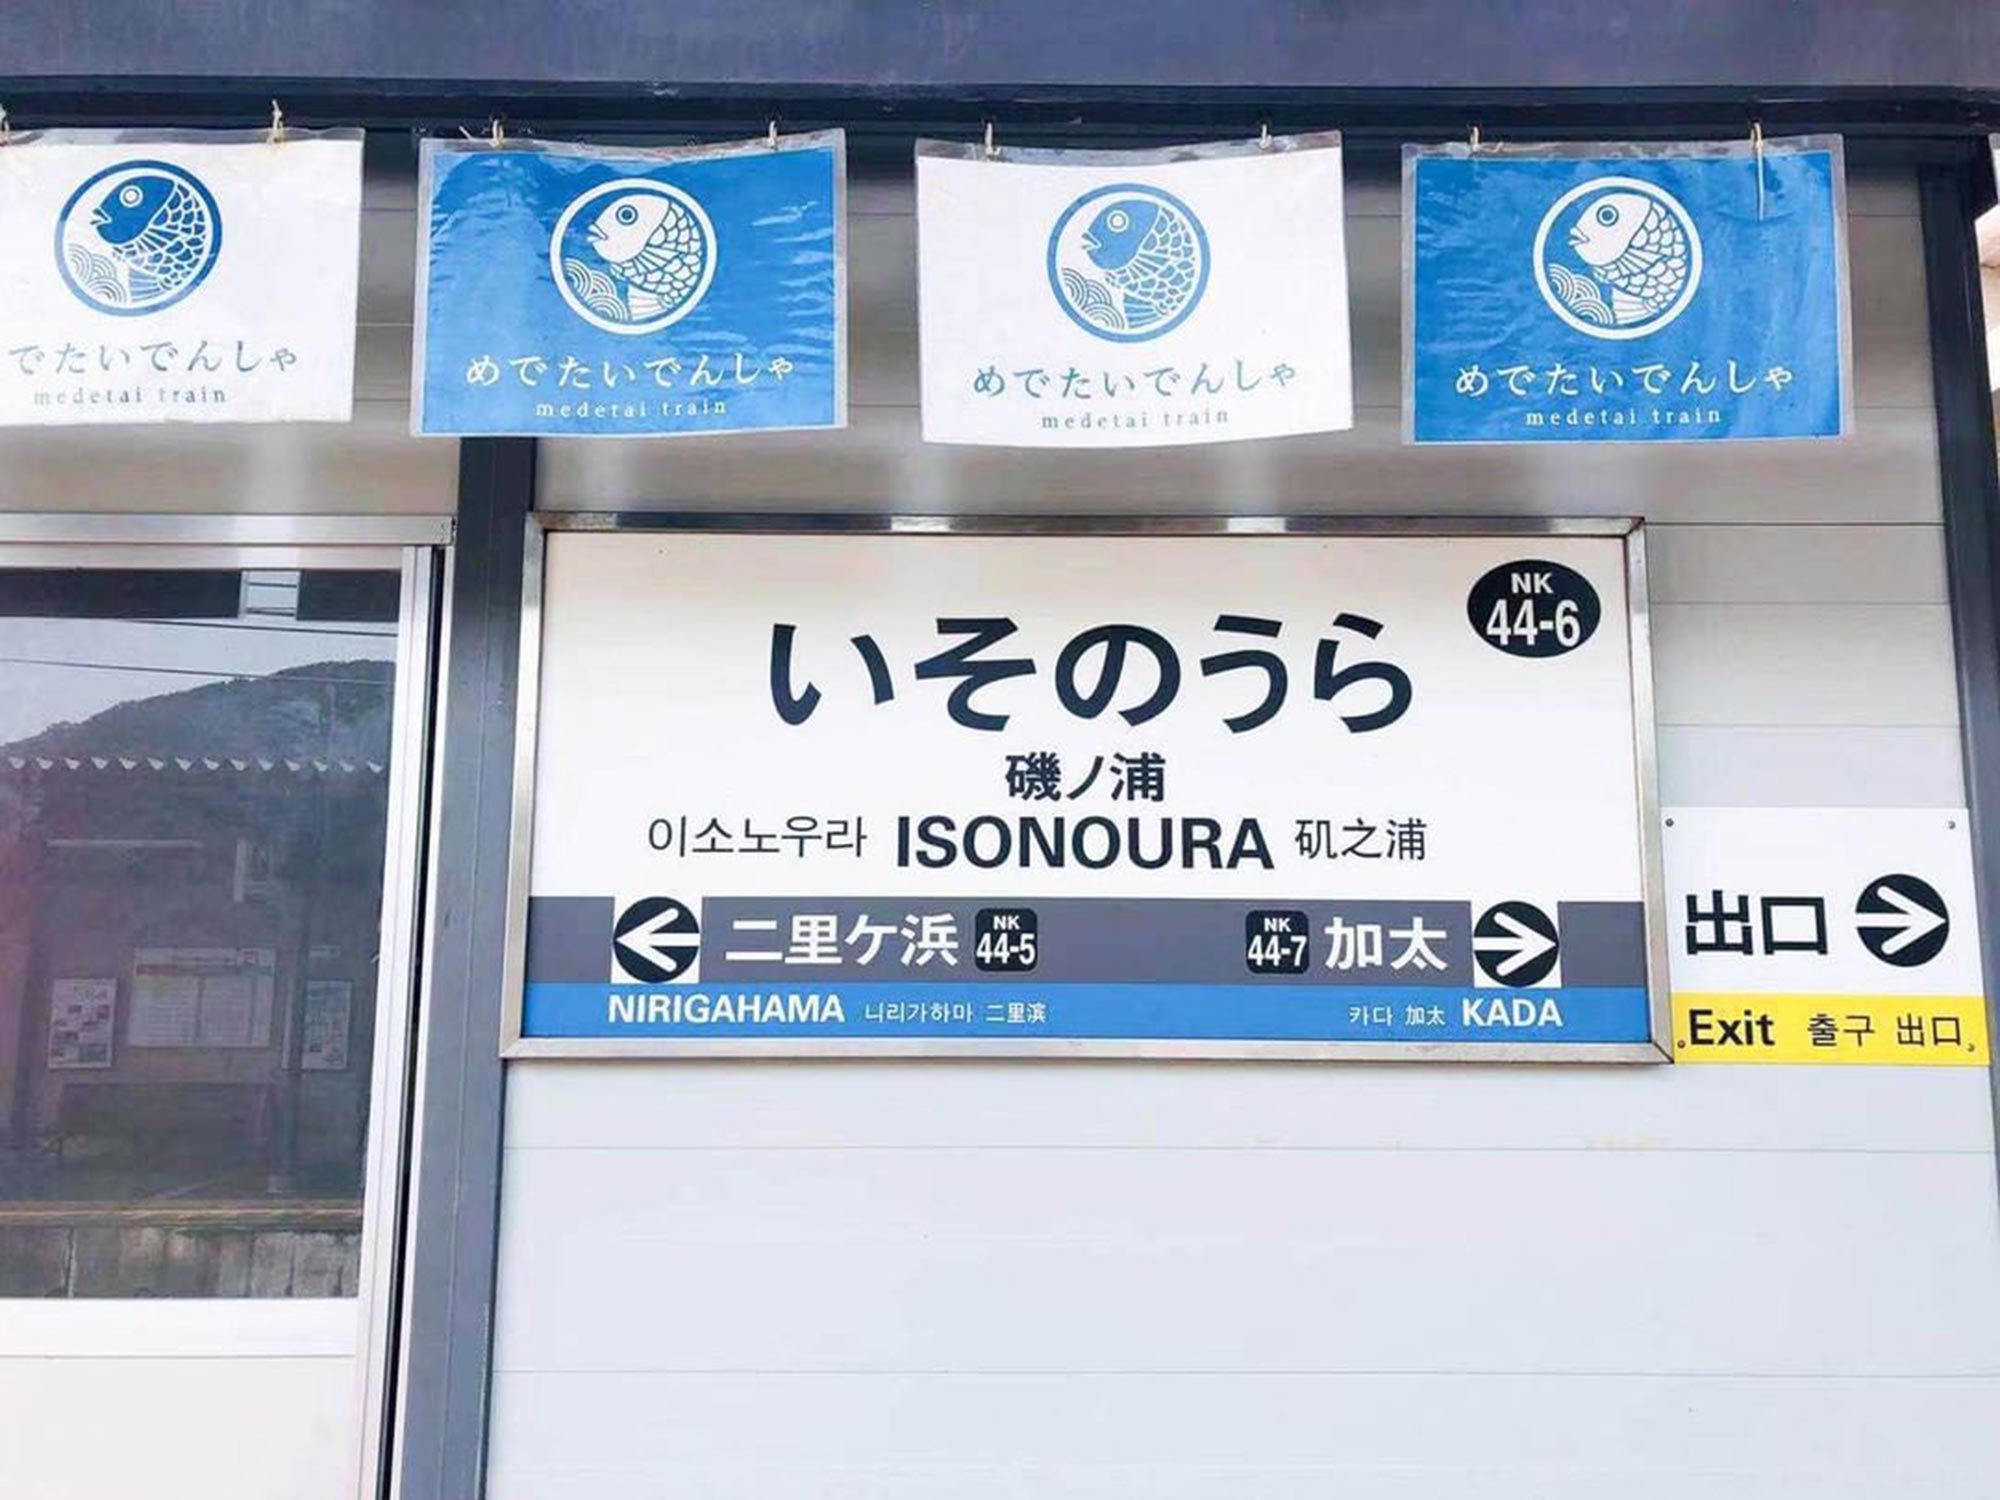 でたいでんしゃ
medetai train
めでたいでんしゃ
medetai train
めでたいでんしゃ
medetai train
めでたいでんしゃ
medetai train
NK
44-6
いそのうら
磯ノ浦
이소노우라 ISONOURA 矶之浦
二里ケ浜 NK 44-5
NK 44-7 加太
NIRIGAHAMA 니리가하마 二里滨
카다 加太 KADA
出口
Exit 출구 出口